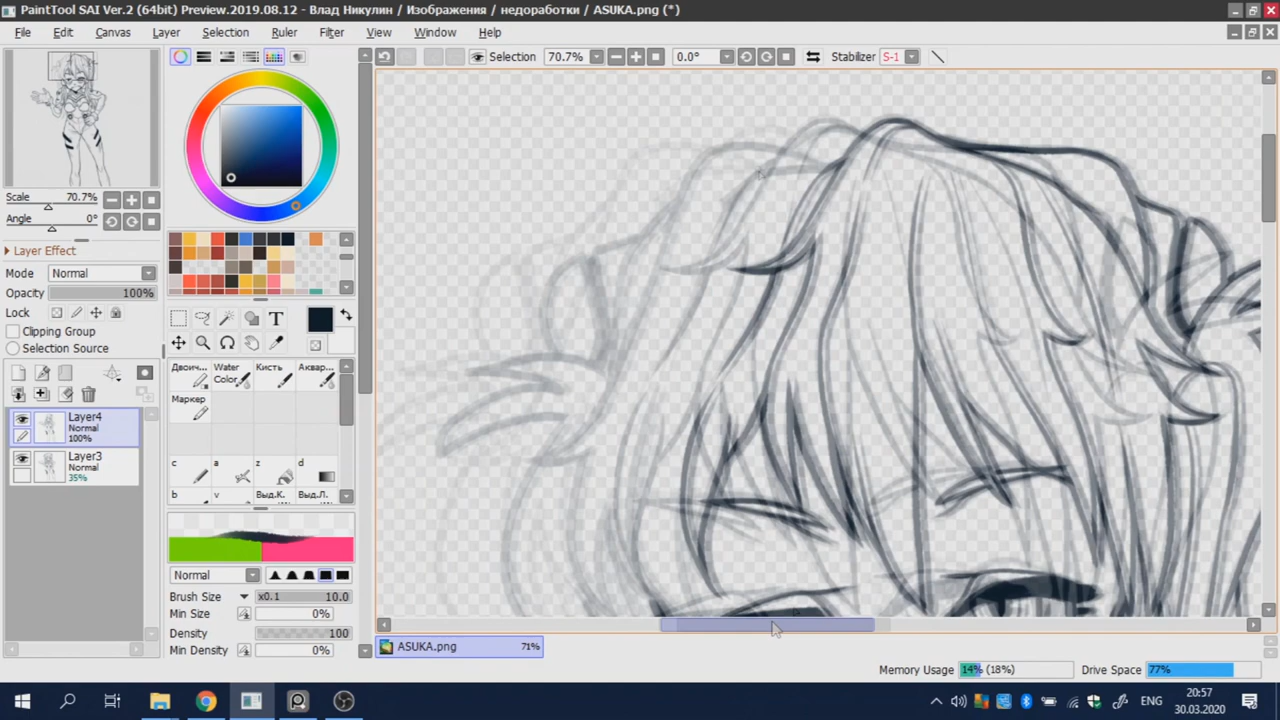 PaintTool SAI Ver.2 (64bit) Preview.2019.08.12 - Влад Никулин / Изображения / недоработки / ASUKA.png (*)
File Edit Canvas Layer Selection Ruler Filter View Window Help
Selection 70.7% 0.0° Stabilizer S-1
Scale
70.7%
Angle
0°
Layer Effect
Mode Normal
Opacity 100%
Lock
Clipping Group
Selection Source
Layer4
Normal
100%
Layer3
Normal
35%
T
Двоич... Water Color Кисть Аквар...
Маркер
c a z d
b v Выд.К. Выд.Л.
Normal
Brush Size x0.1 10.0
Min Size 0%
Density 100
Min Density 0%
ASUKA.png 71%
Memory Usage 14% (18%) Drive Space 77%
ENG 20:57
30.03.2020